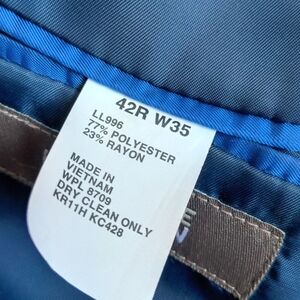 42R W35
LL996
77% POLYESTER
23% RAYON
MADE IN
VIETNAM
WPL 8709
DRY CLEAN ONLY
KR11H KC428